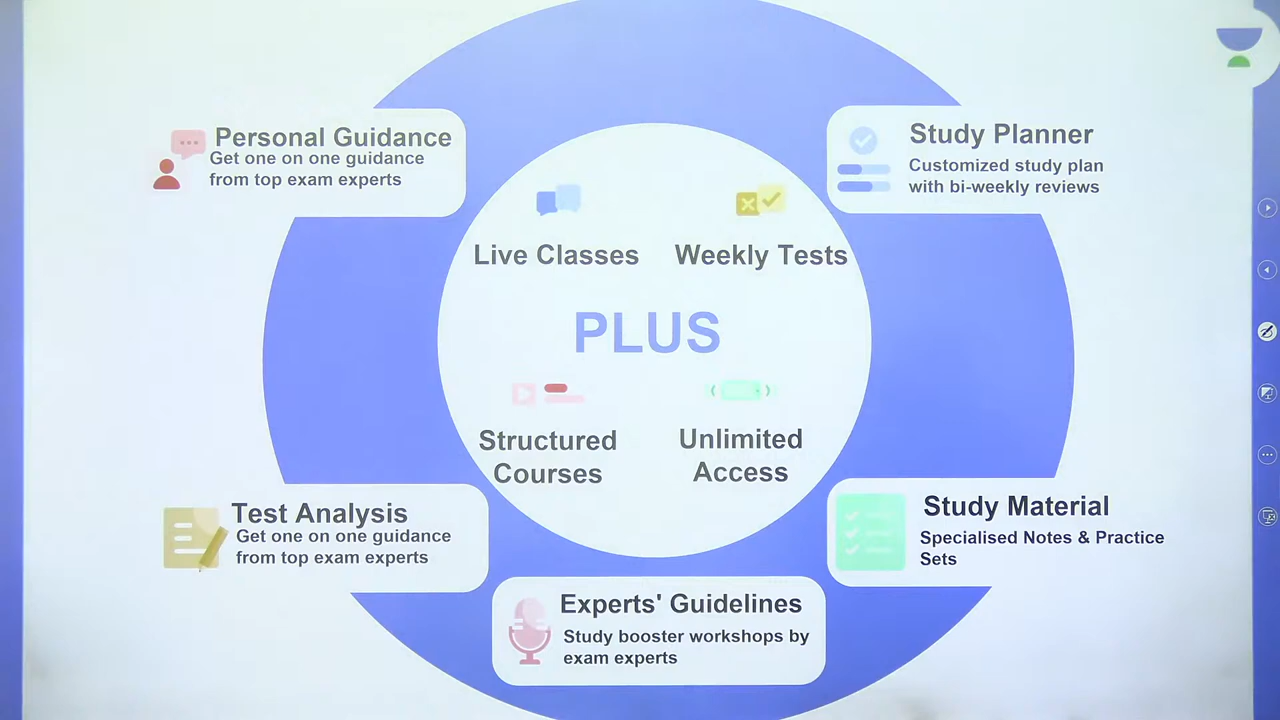 Personal Guidance
Get one on one guidance
from top exam experts
Study Planner
Customized study plan
with bi-weekly reviews
Live Classes
Weekly Tests
PLUS
Structured
Courses
Unlimited
Access
Test Analysis
Get one on one guidance
from top exam experts
Study Material
Specialised Notes & Practice
Sets
Experts' Guidelines
Study booster workshops by
exam experts